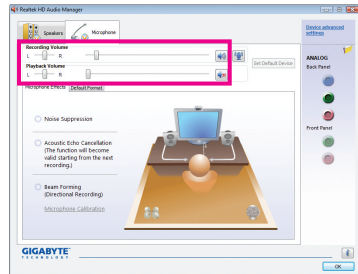 Realtek HD Audio Manager
Speakers
Microphone
Device advanced
settings
Recording Volume
L R
Set Default Device
Playback Volume
L R
Microphone Effects
Default Format
ANALOG
Back Panel
Front Panel
Noise Suppression
Acoustic Echo Cancellation
(The function will become
valid starting from the next
recording.)
Beam Forming
(Directional Recording)
Microphone Calibration
GIGABYTE
TECHNOLOGY
i
OK